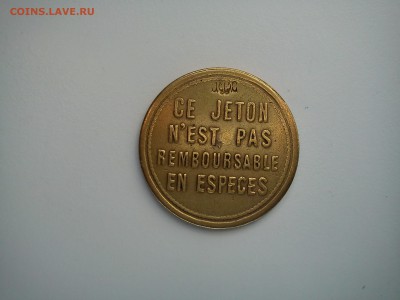 COINS.LAVE.RU
CE JETON
N'EST PAS
REMBOURSABLE
EN ESPECES